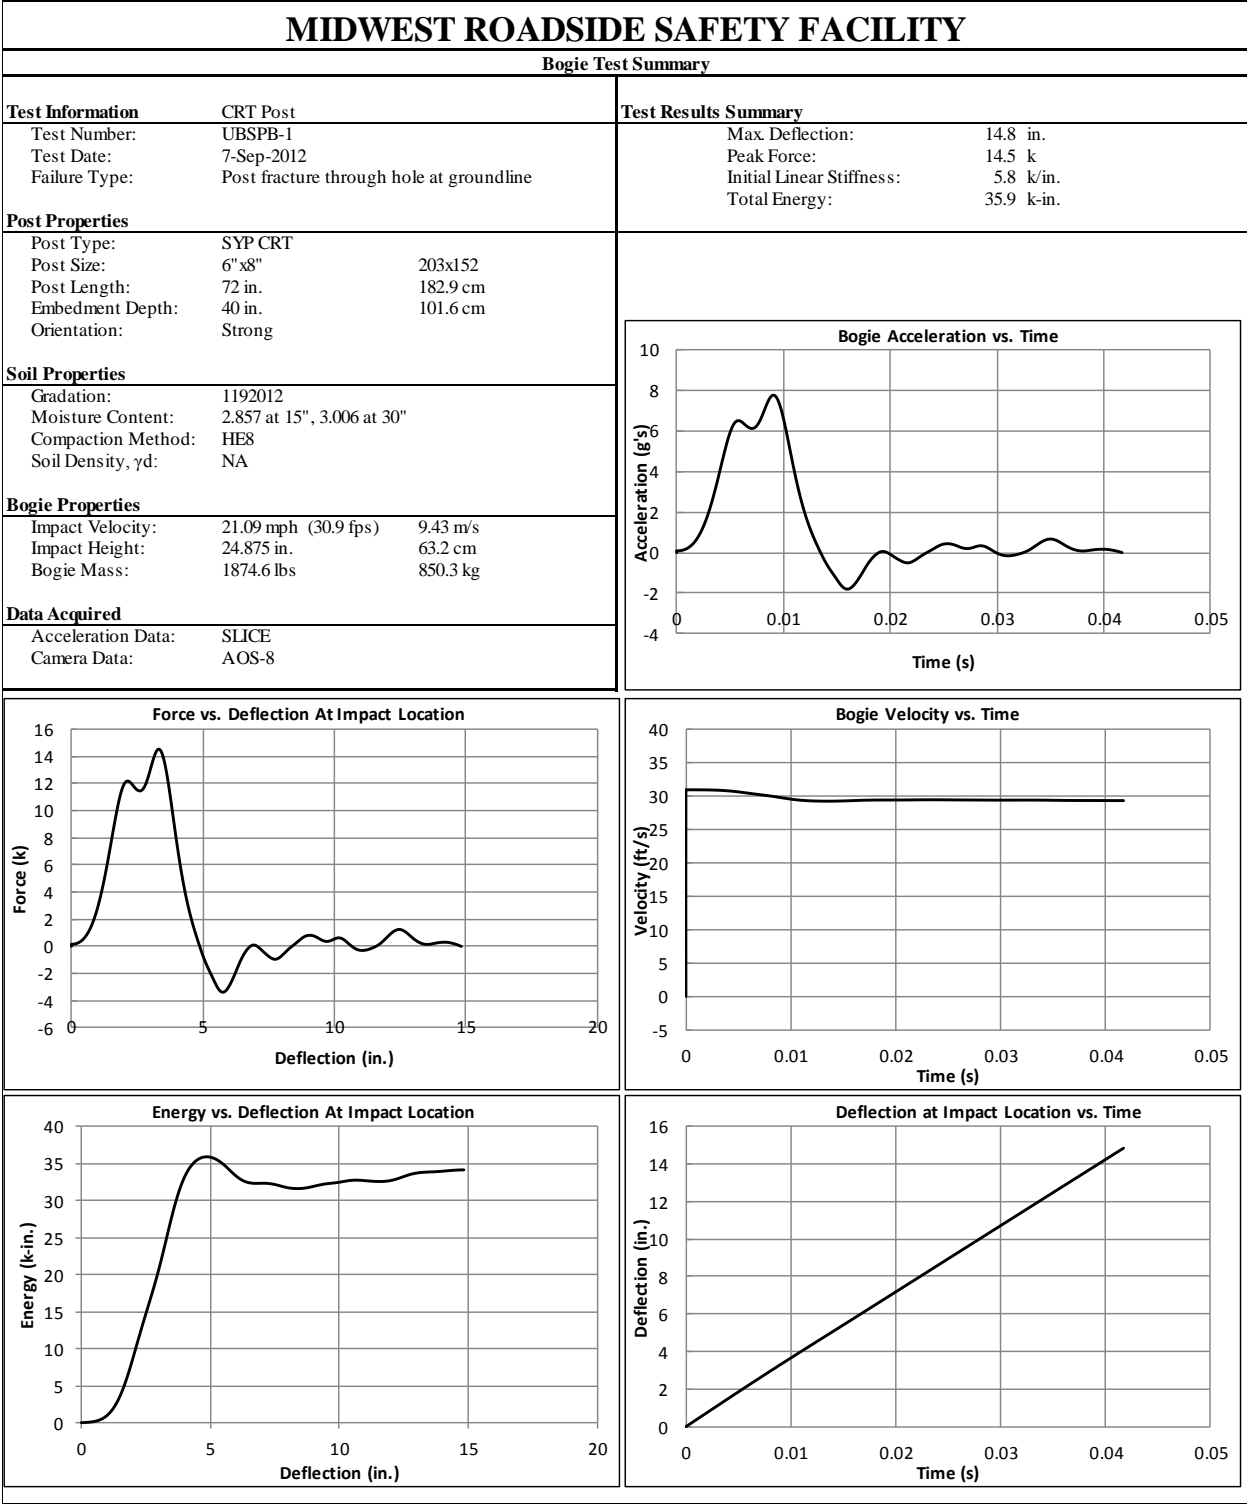 MIDWEST ROADSIDE SAFETY FACILITY
Bogie Test Summary
Test Information CRT Post
Test Number: UBSPB-1
Test Date: 7-Sep-2012
Failure Type: Post fracture through hole at groundline
Post Properties
Post Type: SYP CRT
Post Size: 6"x8" 203x152
Post Length: 72 in. 182.9 cm
Embedment Depth: 40 in. 101.6 cm
Orientation: Strong
Soil Properties
Gradation: 1192012
Moisture Content: 2.857 at 15", 3.006 at 30"
Compaction Method: HE8
Soil Density, γd: NA
Bogie Properties
Impact Velocity: 21.09 mph (30.9 fps) 9.43 m/s
Impact Height: 24.875 in. 63.2 cm
Bogie Mass: 1874.6 lbs 850.3 kg
Data Acquired
Acceleration Data: SLICE
Camera Data: AOS-8
Test Results Summary
Max. Deflection: 14.8 in.
Peak Force: 14.5 k
Initial Linear Stiffness: 5.8 k/in.
Total Energy: 35.9 k-in.
Bogie Acceleration vs. Time
Acceleration (g's)
10
8
6
4
2
0
-2
-4
0 0.01 0.02 0.03 0.04 0.05
Time (s)
Force vs. Deflection At Impact Location
Force (k)
16
14
12
10
8
6
4
2
0
-2
-4
-6
0 5 10 15 20
Deflection (in.)
Bogie Velocity vs. Time
Velocity (ft/s)
40
35
30
25
20
15
10
5
0
-5
0 0.01 0.02 0.03 0.04 0.05
Time (s)
Energy vs. Deflection At Impact Location
Energy (k-in.)
40
35
30
25
20
15
10
5
0
0 5 10 15 20
Deflection (in.)
Deflection at Impact Location vs. Time
Deflection (in.)
16
14
12
10
8
6
4
2
0
0 0.01 0.02 0.03 0.04 0.05
Time (s)